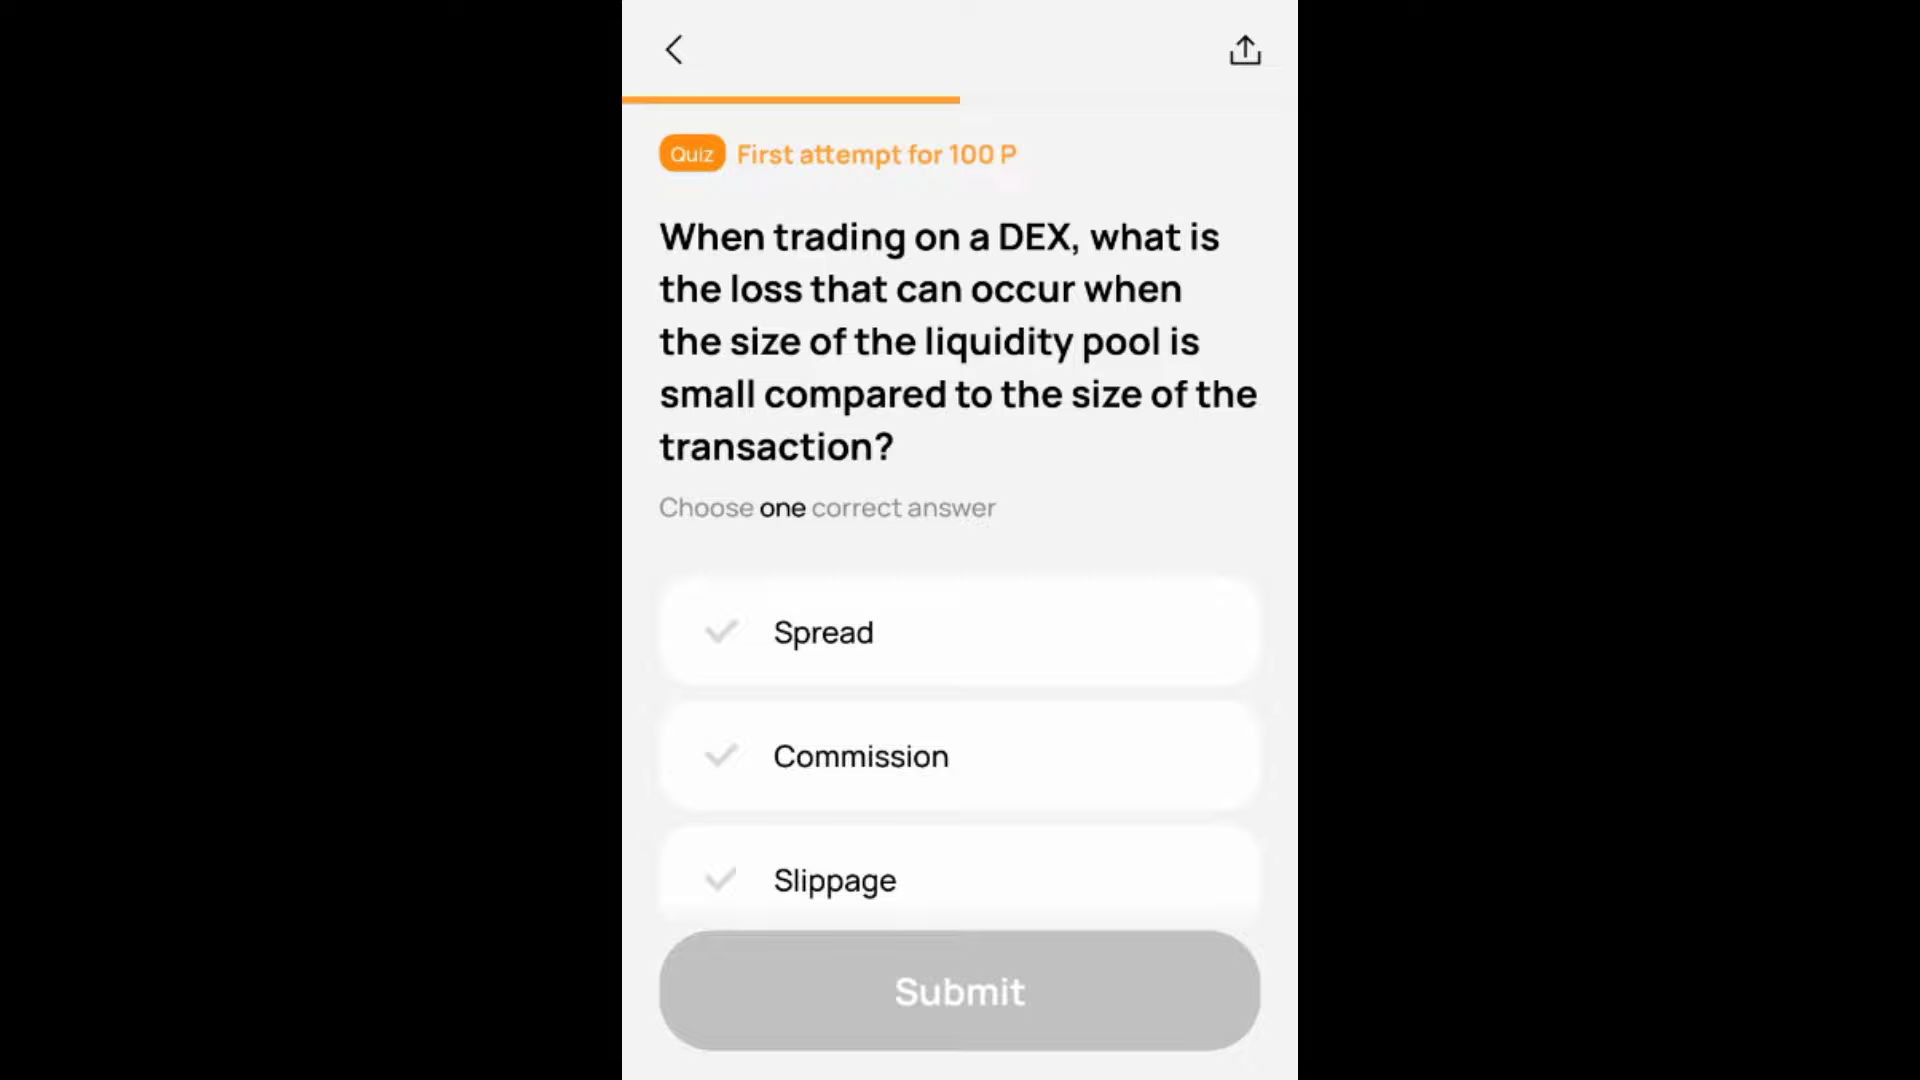 Quiz First attempt for 100 P
When trading on a DEX, what is
the loss that can occur when
the size of the liquidity pool is
small compared to the size of the
transaction?
Choose one correct answer
Spread
Commission
Slippage
Submit